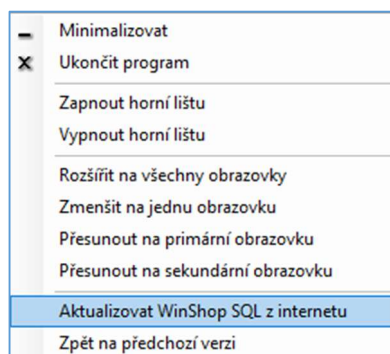 Minimalizovat
Ukončit program
Zapnout horní lištu
Vypnout horní lištu
Rozšířit na všechny obrazovky
Zmenšit na jednu obrazovku
Přesunout na primární obrazovku
Přesunout na sekundární obrazovku
Aktualizovat WinShop SQL z internetu
Zpět na předchozí verzi